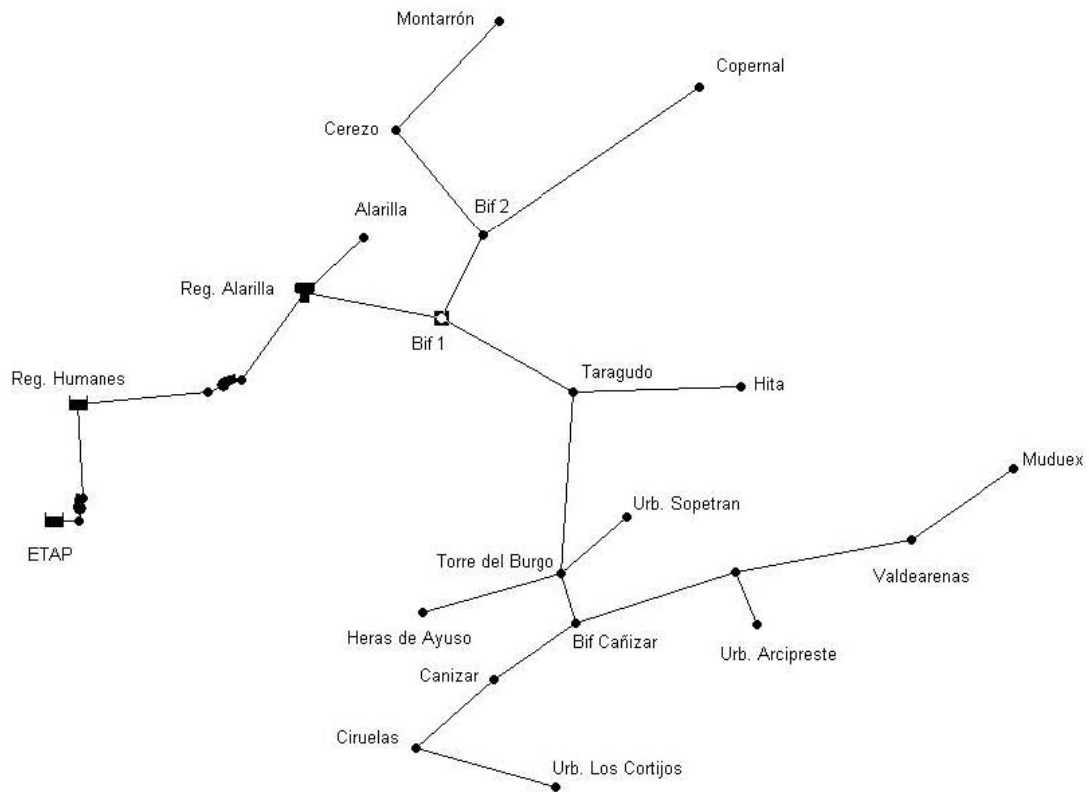 Montarrón
Copernal
Cerezo
Bif 2
Alarilla
Reg. Alarilla
Bif 1
Reg. Humanes
Taragudo
Hita
Muduex
Urb. Sopetran
ETAP
Torre del Burgo
Valdearenas
Heras de Ayuso
Bif Cañizar
Urb. Arcipreste
Canizar
Ciruelas
Urb. Los Cortijos